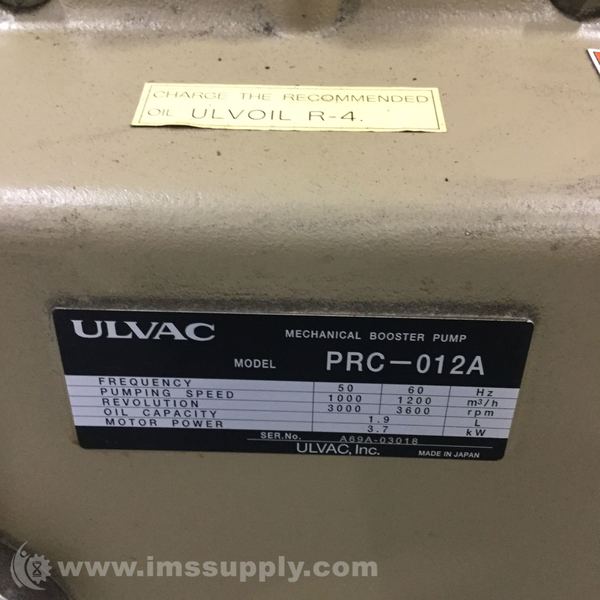 CHARGE THE RECOMMENDED
OIL ULVOIL R-4.
ULVAC MECHANICAL BOOSTER PUMP
MODEL PRC-012A
FREQUENCY 50 60 Hz
PUMPING SPEED 1000 1200 m³/h
REVOLUTION 3000 3600 rpm
OIL CAPACITY 1.9 L
MOTOR POWER 3.7 kW
SER.No. A69A-03018
ULVAC, Inc. MADE IN JAPAN
www.imssupply.com